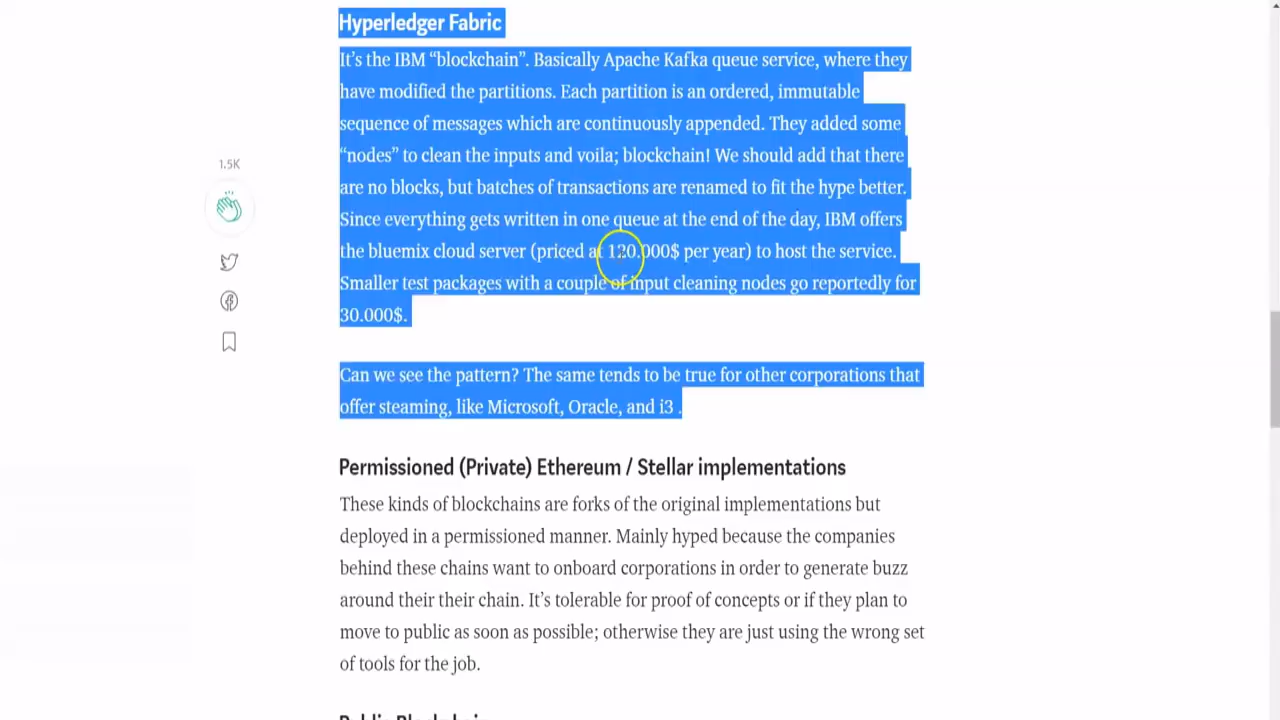 Hyperledger Fabric
It’s the IBM “blockchain”. Basically Apache Kafka queue service, where they
have modified the partitions. Each partition is an ordered, immutable
sequence of messages which are continuously appended. They added some
“nodes” to clean the inputs and voila; blockchain! We should add that there
are no blocks, but batches of transactions are renamed to fit the hype better.
Since everything gets written in one queue at the end of the day, IBM offers
the bluemix cloud server (priced at 120.000$ per year) to host the service.
Smaller test packages with a couple of input cleaning nodes go reportedly for
30.000$.
1.5K
Can we see the pattern? The same tends to be true for other corporations that
offer steaming, like Microsoft, Oracle, and i3 .
Permissioned (Private) Ethereum / Stellar implementations
These kinds of blockchains are forks of the original implementations but
deployed in a permissioned manner. Mainly hyped because the companies
behind these chains want to onboard corporations in order to generate buzz
around their their chain. It’s tolerable for proof of concepts or if they plan to
move to public as soon as possible; otherwise they are just using the wrong set
of tools for the job.